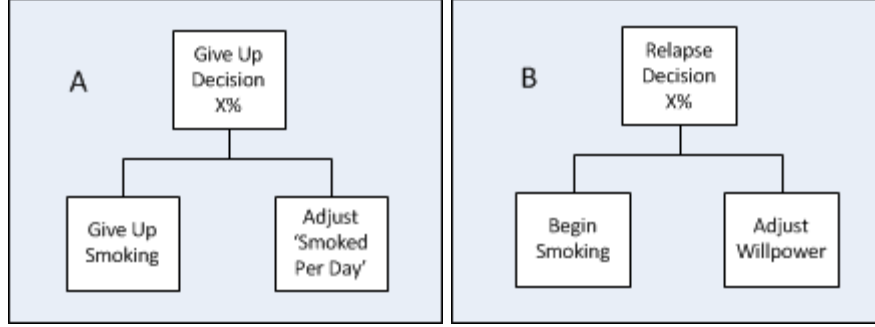 A
Give Up
Decision
X%
Give Up
Smoking
Adjust
‘Smoked
Per Day’
B
Relapse
Decision
X%
Begin
Smoking
Adjust
Willpower